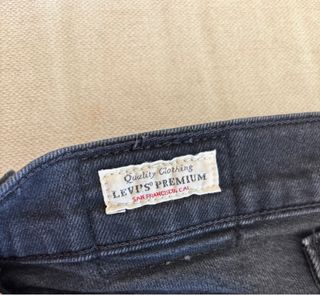 Quality Clothing
LEVI'S® PREMIUM
SAN FRANCISCO, CAL